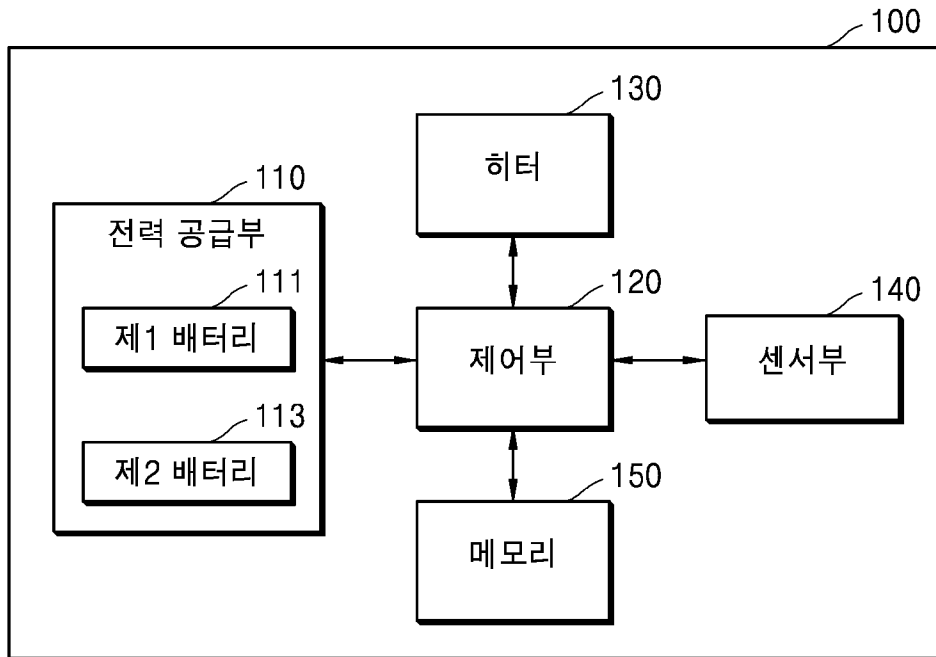 100
130
히터
110
전력 공급부
111
제1 배터리
120
제어부
140
센서부
113
제2 배터리
150
메모리